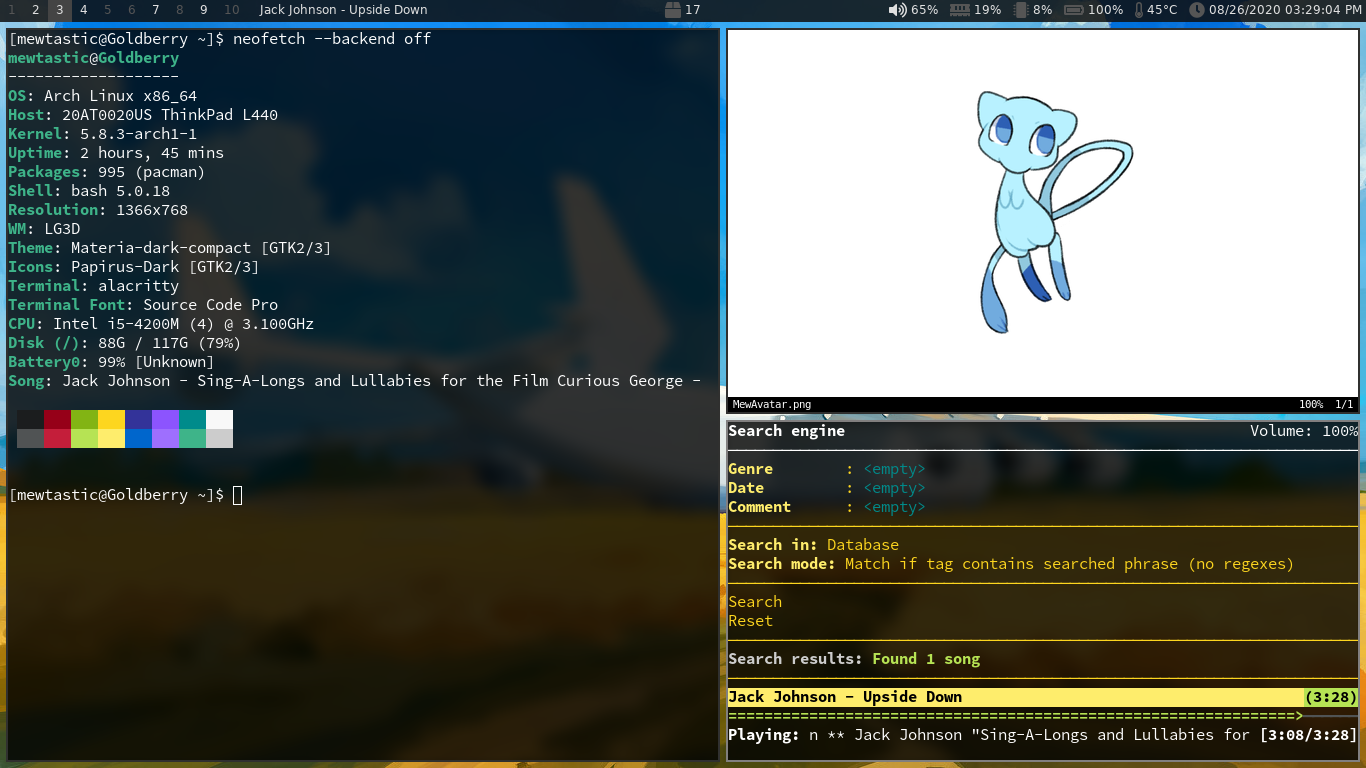 1 2 3 4 5 6 7 8 9 10 Jack Johnson - Upside Down 17 65% 19% 8% 100% 45°C 08/26/2020 03:29:04 PM
[mewtastic@Goldberry ~]$ neofetch --backend off
mewtastic@Goldberry
-------------------
OS: Arch Linux x86_64
Host: 20AT0020US ThinkPad L440
Kernel: 5.8.3-arch1-1
Uptime: 2 hours, 45 mins
Packages: 995 (pacman)
Shell: bash 5.0.18
Resolution: 1366x768
WM: LG3D
Theme: Materia-dark-compact [GTK2/3]
Icons: Papirus-Dark [GTK2/3]
Terminal: alacritty
Terminal Font: Source Code Pro
CPU: Intel i5-4200M (4) @ 3.100GHz
Disk (/): 88G / 117G (79%)
Battery0: 99% [Unknown]
Song: Jack Johnson - Sing-A-Longs and Lullabies for the Film Curious George -
[mewtastic@Goldberry ~]$
MewAvatar.png 100% 1/1
Search engine Volume: 100%
Genre : <empty>
Date : <empty>
Comment : <empty>
Search in: Database
Search mode: Match if tag contains searched phrase (no regexes)
Search
Reset
Search results: Found 1 song
Jack Johnson - Upside Down (3:28)
===============================================================>
Playing: n ** Jack Johnson "Sing-A-Longs and Lullabies for [3:08/3:28]